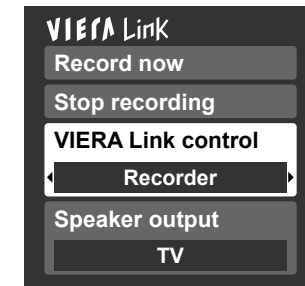 VIERA Link
Record now
Stop recording
VIERA Link control
Recorder
Speaker output
TV